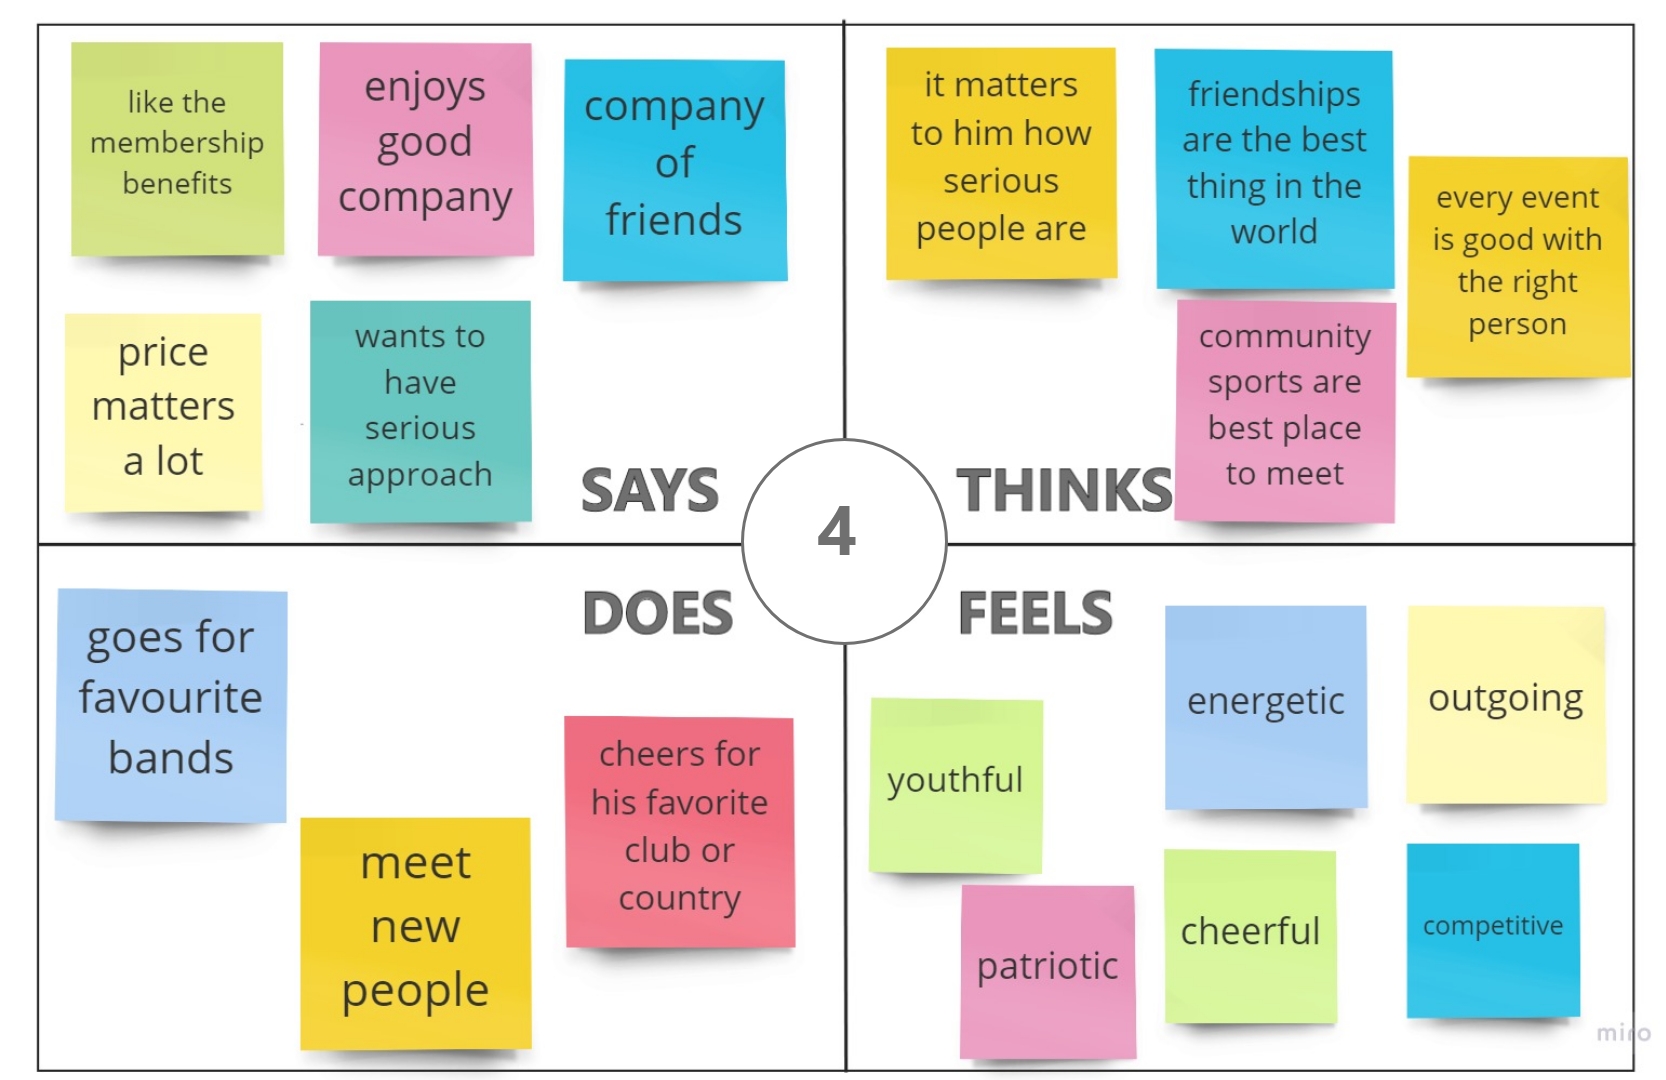 like the
membership
benefits
enjoys
good
company
company
of
friends
price
matters
a lot
wants to
have
serious
approach
SAYS
it matters
to him how
serious
people are
friendships
are the best
thing in the
world
every event
is good with
the right
person
community
sports are
best place
to meet
THINKS
4
DOES
goes for
favourite
bands
meet
new
people
cheers for
his favorite
club or
country
FEELS
energetic
outgoing
youthful
patriotic
cheerful
competitive
miro